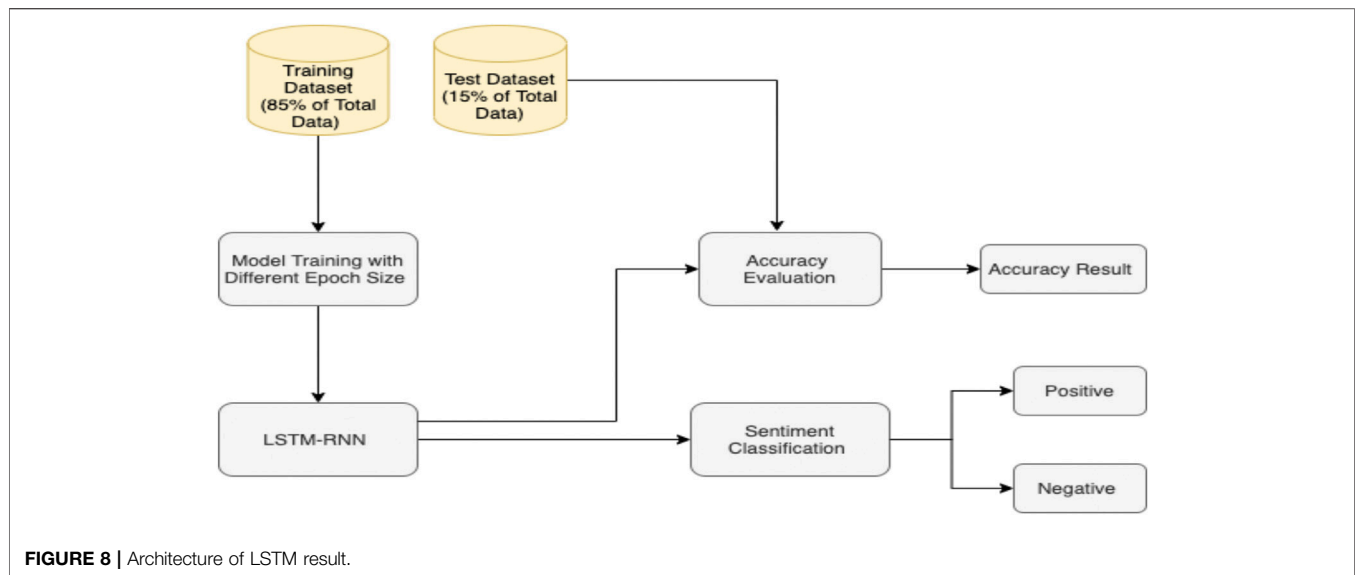 Training
Dataset
(85% of Total
Data)
Test Dataset
(15% of Total
Data)
Model Training with
Different Epoch Size
Accuracy
Evaluation
Accuracy Result
LSTM-RNN
Sentiment
Classification
Positive
Negative
FIGURE 8 | Architecture of LSTM result.